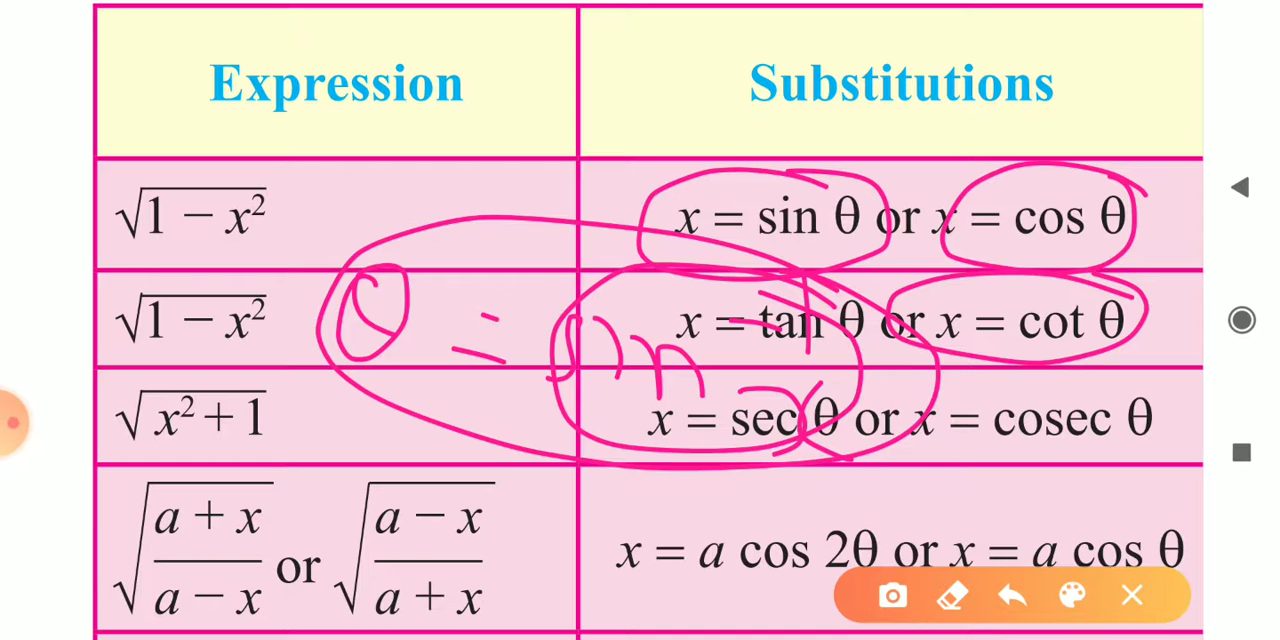 Expression Substitutions
√1 − x² x = sin θ or x = cos θ
√1 − x² x = tan θ or x = cot θ
θ = sin⁻¹ x
√x² + 1 x = sec θ or x = cosec θ
√(a + x)/(a − x) or √(a − x)/(a + x) x = a cos 2θ or x = a cos θ